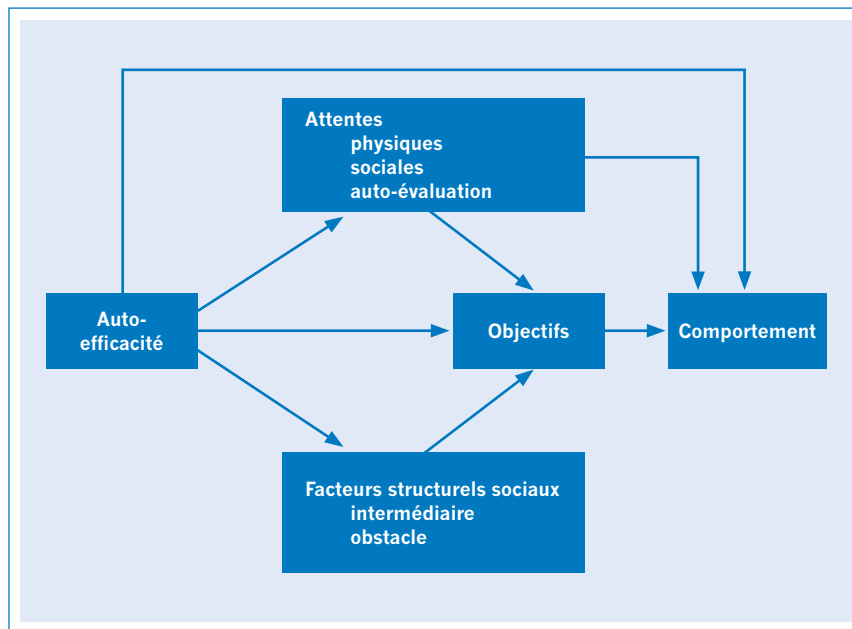 Attentes
physiques
sociales
auto-évaluation
Auto-
efficacité
Objectifs
Comportement
Facteurs structurels sociaux
intermédiaire
obstacle